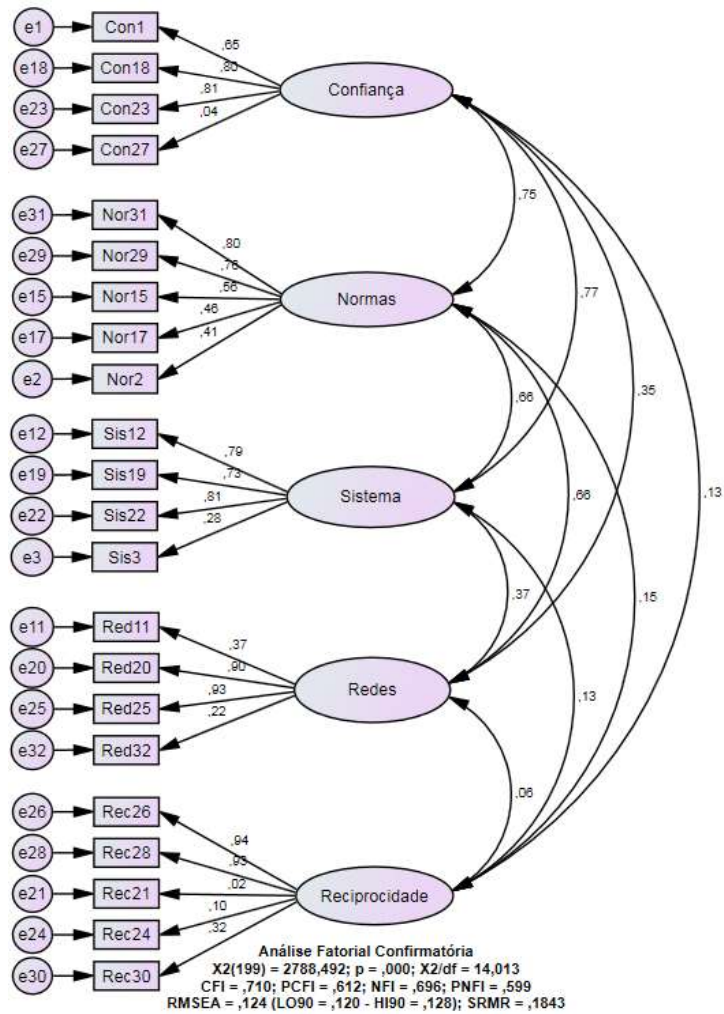 e1 Con1
,65
e18 Con18
,80
Confiança
e23 Con23
,81
,04
e27 Con27
,75
e31 Nor31
,80
e29 Nor29
,76
e15 Nor15
,56
Normas
,77
e17 Nor17
,46
,41
e2 Nor2
,35
,66
e12 Sis12
,79
e19 Sis19
,73
Sistema
,66
,13
e22 Sis22
,81
,28
e3 Sis3
,37
,15
e11 Red11
,37
e20 Red20
,90
Redes
,13
e25 Red25
,93
,22
e32 Red32
,06
e26 Rec26
,94
e28 Rec28
,93
e21 Rec21
,02
Reciprocidade
e24 Rec24
,10
,32
e30 Rec30
Análise Fatorial Confirmatória
X2(199) = 2788,492; p = ,000; X2/df = 14,013
CFI = ,710; PCFI = ,612; NFI = ,696; PNFI = ,599
RMSEA = ,124 (LO90 = ,120 - HI90 = ,128); SRMR = ,1843